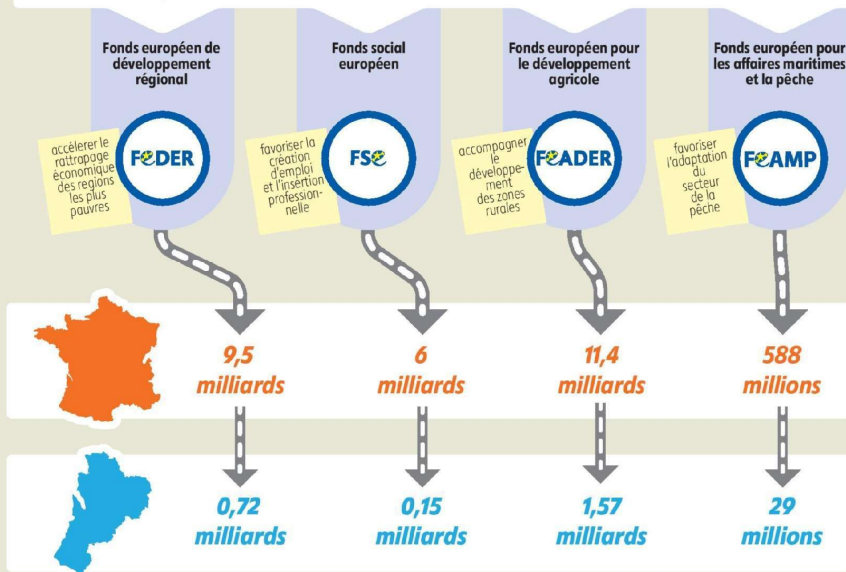 Fonds européen de
développement
régional
Fonds social
européen
Fonds européen pour
le développement
agricole
Fonds européen pour
les affaires maritimes
et la pêche
accélerer le
rattrapage
économique
des regions
les plus
pauvres
FEDER
favoriser la
création
d'emploi
et l'insértion
profession-
nelle
FSE
accompagner
le
développe-
ment
des zones
rurales
FEADER
favoriser
l'adaptation
du
secteur
de la
pêche
FEAMP
9,5
milliards
6
milliards
11,4
milliards
588
millions
0,72
milliards
0,15
milliards
1,57
milliards
29
millions